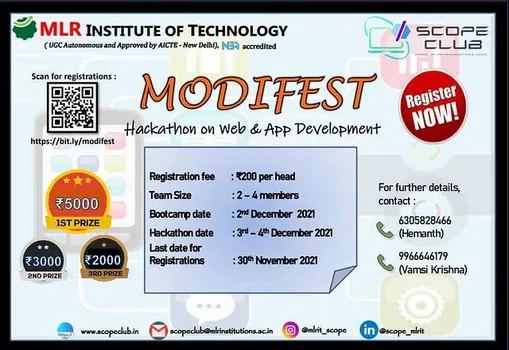 MLR INSTITUTE OF TECHNOLOGY
( UGC Autonomous and Approved by AICTE - New Delhi), NBA accredited
SCOPE
CLUB
Scan for registrations :
https://bit.ly/modifest
MODIFEST
Hackathon on Web & App Development
Register
NOW!
₹5000
1ST PRIZE
₹3000
2ND PRIZE
₹2000
3RD PRIZE
Registration fee : ₹200 per head
Team Size : 2 – 4 members
Bootcamp date : 2nd December 2021
Hackathon date : 3rd – 4th December 2021
Last date for
Registrations : 30th November 2021
For further details,
contact :
6305828466
(Hemanth)
9966646179
(Vamsi Krishna)
www.scopeclub.in
scopeclub@mlrinstitutions.ac.in
@mlrit_scope
in @scope_mlrit